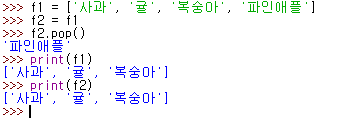 >>> f1 = ['사과', '귤', '복숭아', '파인애플']
>>> f2 = f1
>>> f2.pop()
'파인애플'
>>> print(f1)
['사과', '귤', '복숭아']
>>> print(f2)
['사과', '귤', '복숭아']
>>>